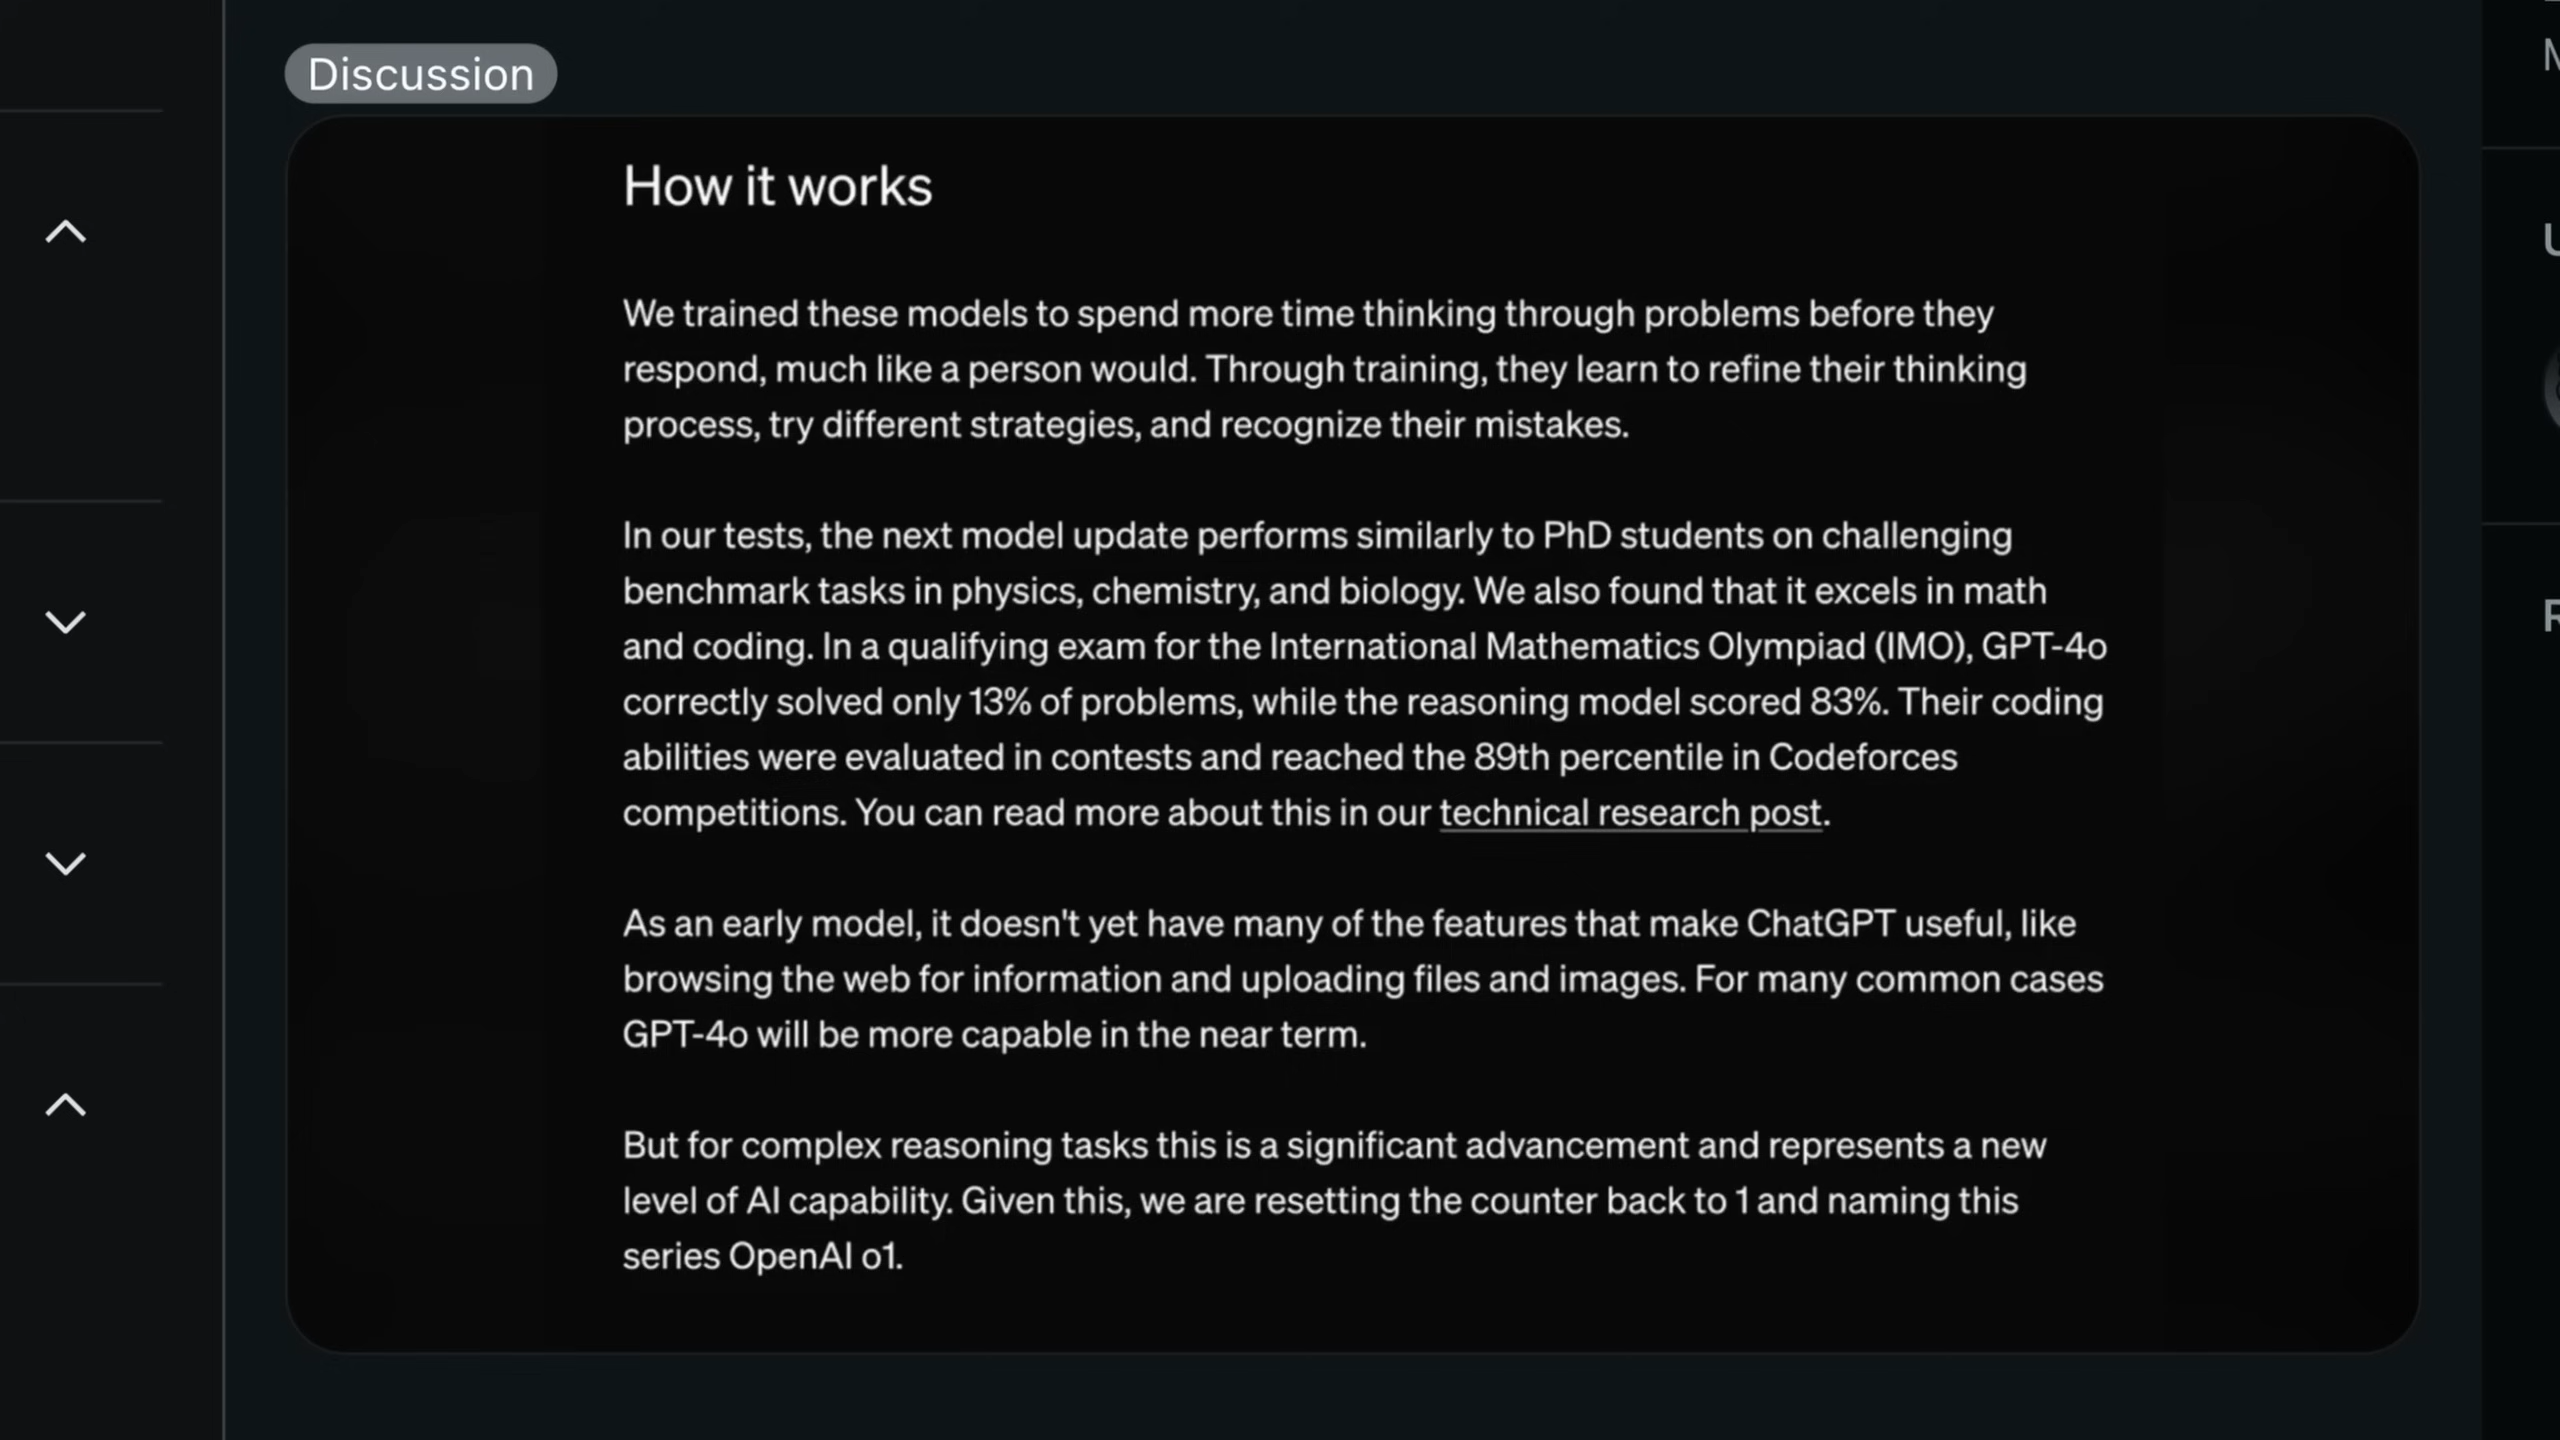 Discussion
How it works
We trained these models to spend more time thinking through problems before they
respond, much like a person would. Through training, they learn to refine their thinking
process, try different strategies, and recognize their mistakes.
In our tests, the next model update performs similarly to PhD students on challenging
benchmark tasks in physics, chemistry, and biology. We also found that it excels in math
and coding. In a qualifying exam for the International Mathematics Olympiad (IMO), GPT-4o
correctly solved only 13% of problems, while the reasoning model scored 83%. Their coding
abilities were evaluated in contests and reached the 89th percentile in Codeforces
competitions. You can read more about this in our technical research post.
As an early model, it doesn't yet have many of the features that make ChatGPT useful, like
browsing the web for information and uploading files and images. For many common cases
GPT-4o will be more capable in the near term.
But for complex reasoning tasks this is a significant advancement and represents a new
level of AI capability. Given this, we are resetting the counter back to 1 and naming this
series OpenAI o1.